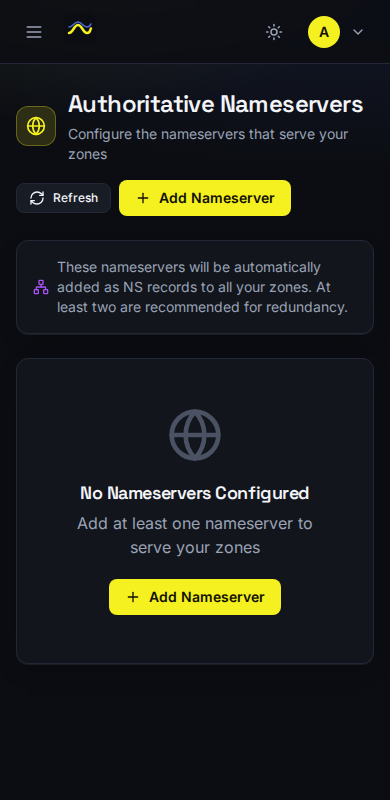 A
Authoritative Nameservers
Configure the nameservers that serve your
zones
Refresh
Add Nameserver
These nameservers will be automatically
added as NS records to all your zones. At
least two are recommended for redundancy.
No Nameservers Configured
Add at least one nameserver to
serve your zones
Add Nameserver